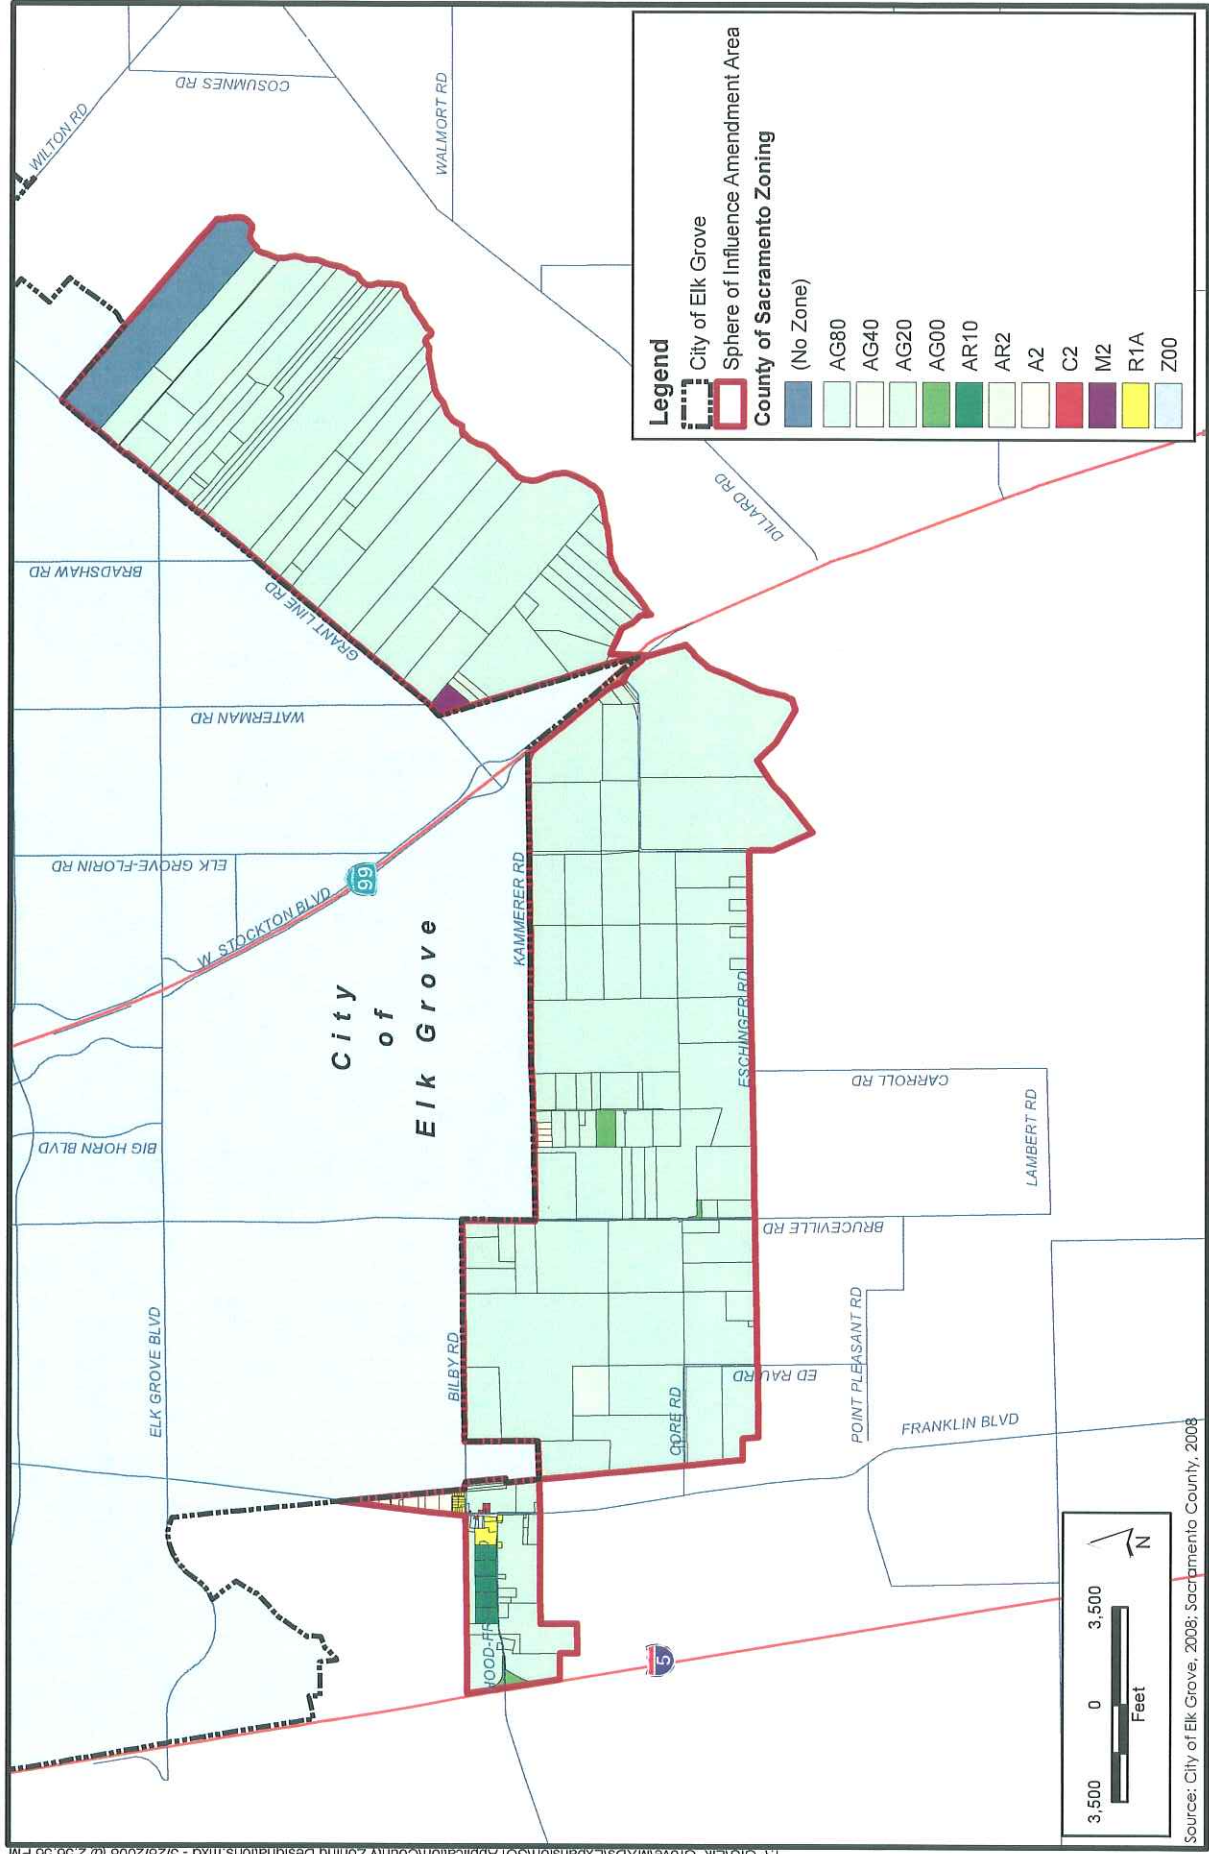 WILTON RD
COSUMNES RD
WALMORT RD
BRADSHAW RD
GRANT LINE RD
WATERMAN RD
DILLARD RD
ELK GROVE-FLORIN RD
W. STOCKTON BLVD
99
KAMMERER RD
City
of
Elk Grove
ESCHINGER RD
BIG HORN BLVD
CARROLL RD
LAMBERT RD
BRUCEVILLE RD
ELK GROVE BLVD
BILBY RD
POINT PLEASANT RD
ED RAU RD
CORE RD
FRANKLIN BLVD
HOOD-FR
5
Legend
City of Elk Grove
Sphere of Influence Amendment Area
County of Sacramento Zoning
(No Zone)
AG80
AG40
AG20
AG00
AR10
AR2
A2
C2
M2
R1A
Z00
N
3,500 0 3,500
Feet
Source: City of Elk Grove, 2008; Sacramento County, 2008